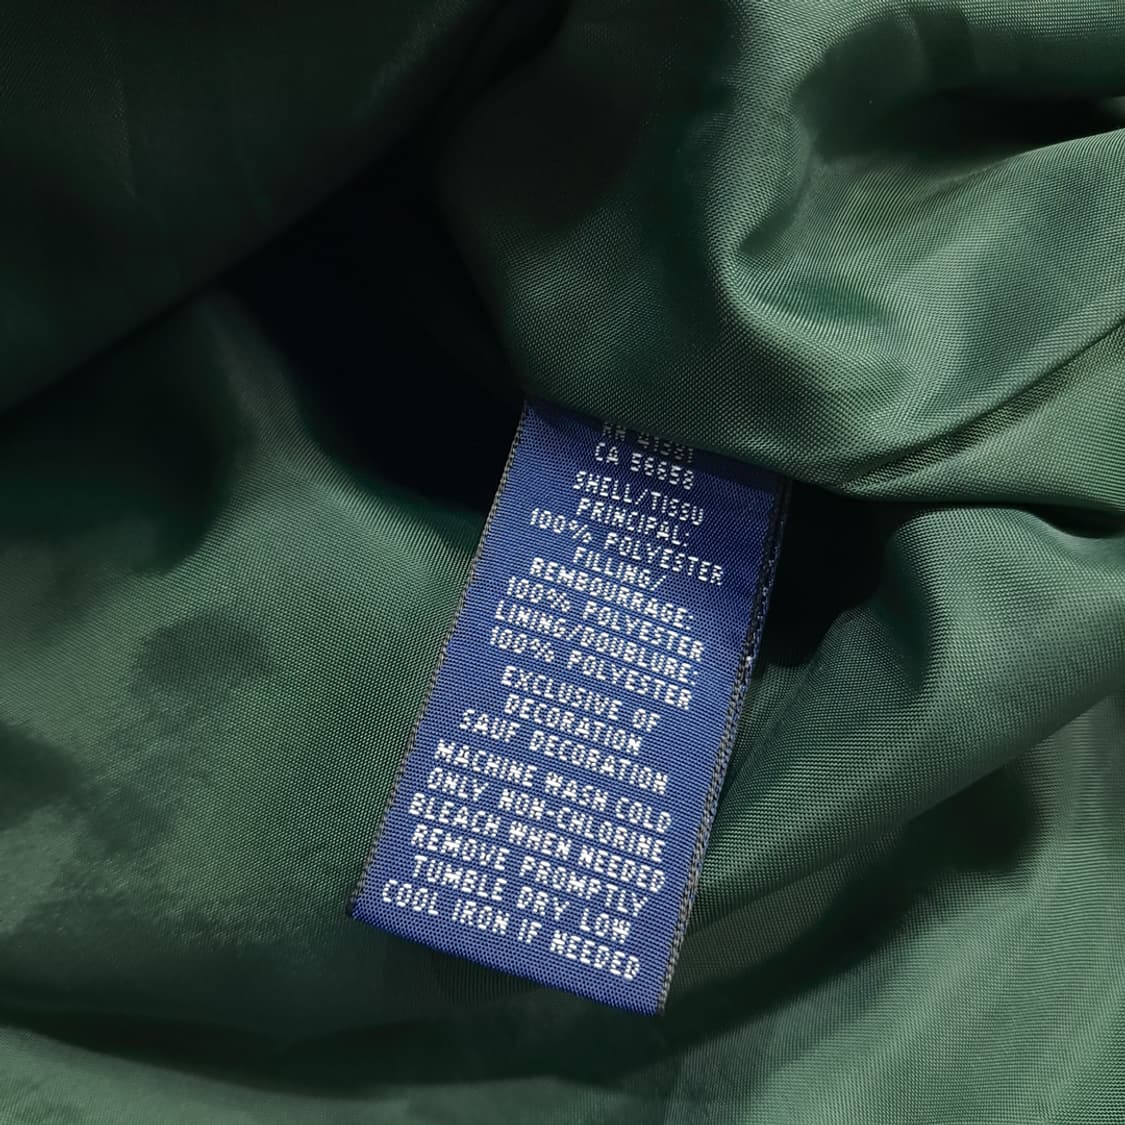 RN 41381
CA 56658
SHELL/TISSU
PRINCIPAL:
100% POLYESTER
FILLING/
REMBOURRAGE:
100% POLYESTER
LINING/DOUBLURE:
100% POLYESTER
EXCLUSIVE OF
DECORATION
SAUF DECORATION
MACHINE WASH COLD
ONLY NON-CHLORINE
BLEACH WHEN NEEDED
REMOVE PROMPTLY
TUMBLE DRY LOW
COOL IRON IF NEEDED